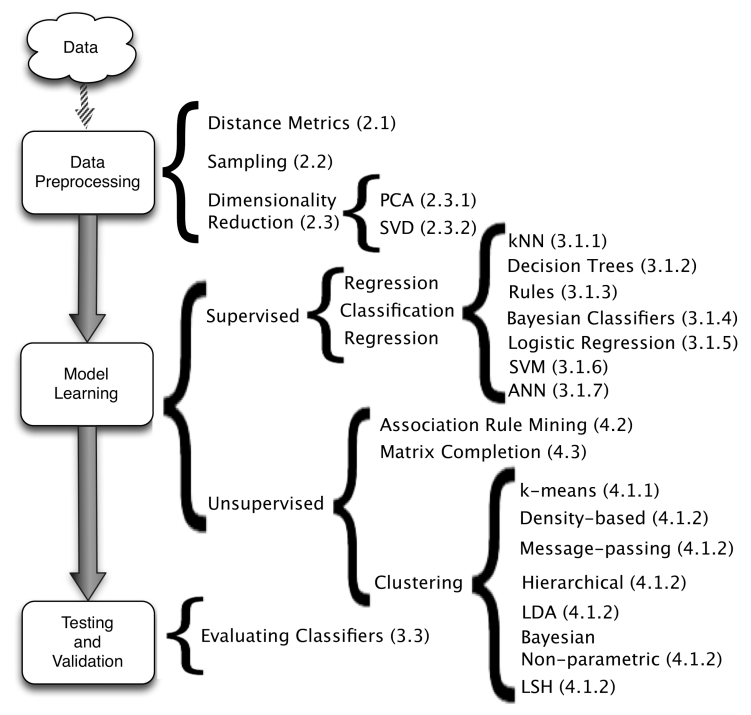 Data
Data
Preprocessing
Distance Metrics (2.1)
Sampling (2.2)
Dimensionality
Reduction (2.3)
PCA (2.3.1)
SVD (2.3.2)
Model
Learning
Supervised
Regression
Classification
Regression
kNN (3.1.1)
Decision Trees (3.1.2)
Rules (3.1.3)
Bayesian Classifiers (3.1.4)
Logistic Regression (3.1.5)
SVM (3.1.6)
ANN (3.1.7)
Unsupervised
Association Rule Mining (4.2)
Matrix Completion (4.3)
Clustering
k-means (4.1.1)
Density-based (4.1.2)
Message-passing (4.1.2)
Hierarchical (4.1.2)
LDA (4.1.2)
Bayesian
Non-parametric (4.1.2)
LSH (4.1.2)
Testing
and
Validation
Evaluating Classifiers (3.3)